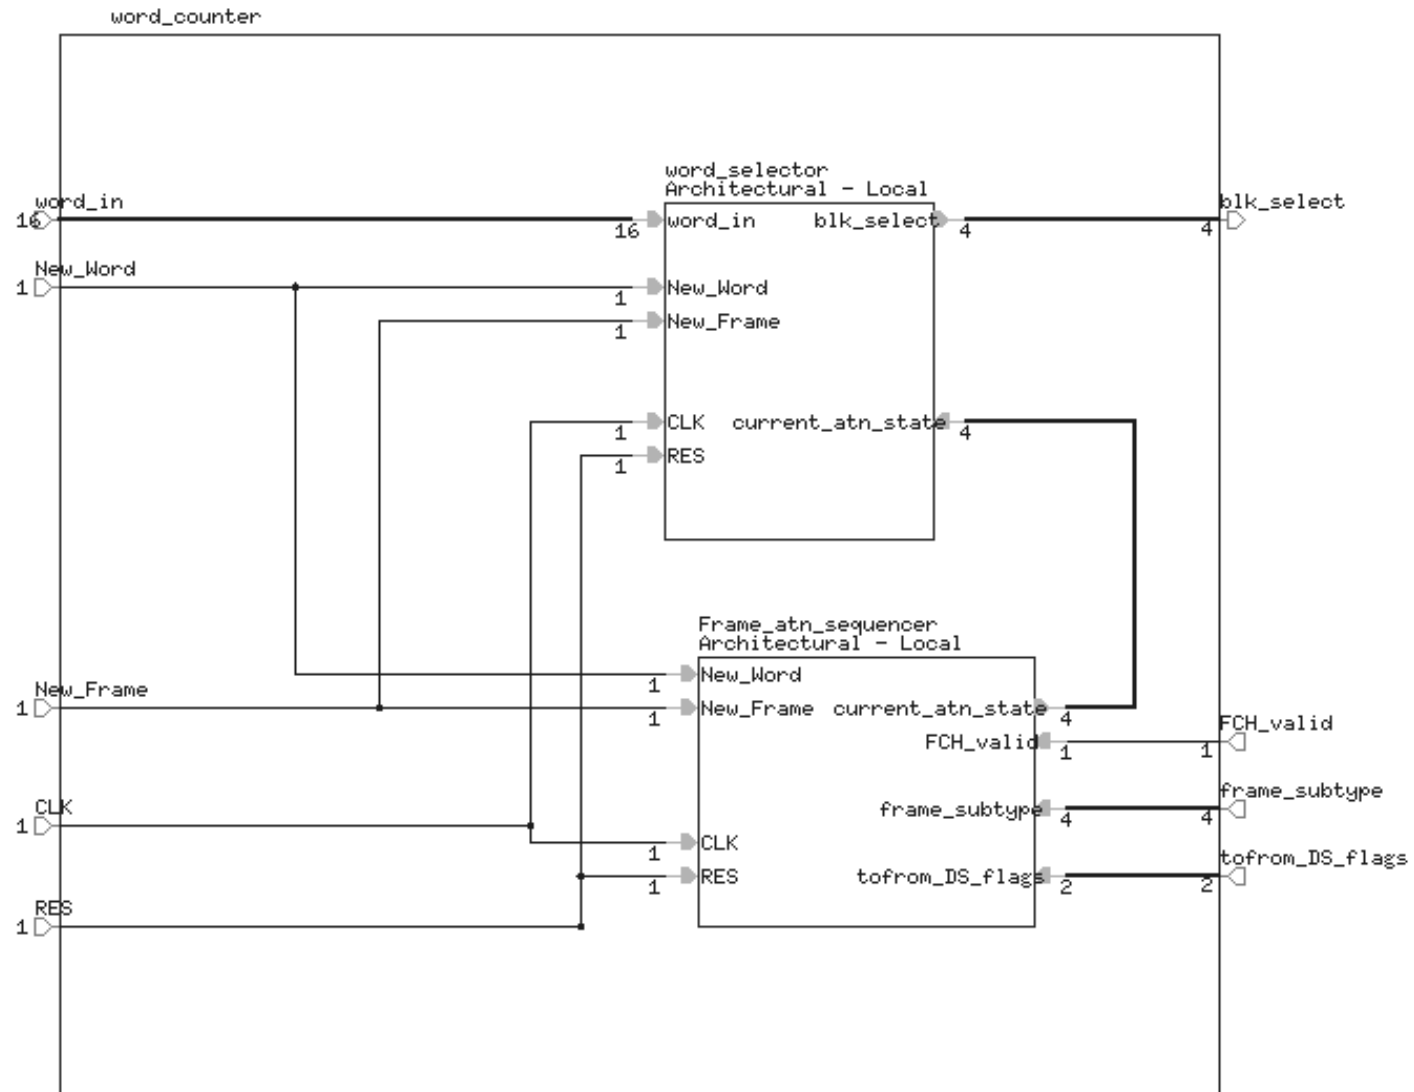 word_counter
word_selector
Architectural - Local
word_in
blk_select
16
word_in
blk_select
16
4
4
New_Word
1
New_Word
1
New_Frame
1
CLK
current_atn_state
1
4
RES
1
Frame_atn_sequencer
Architectural - Local
New_Word
1
New_Frame
1
New_Frame
current_atn_state
1
4
FCH_valid
FCH_valid
1
1
frame_subtype
frame_subtype
4
4
CLK
1
CLK
1
tofrom_DS_flags
RES
tofrom_DS_flags
1
2
2
RES
1